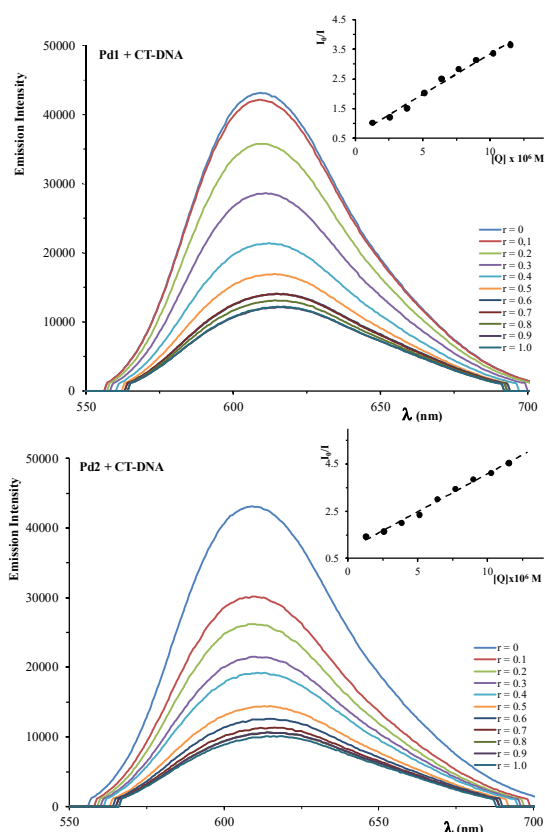 Pd1 + CT-DNA
Emission Intensity
50000
40000
30000
20000
10000
0
550
600
650
700
λ (nm)
I0/I
4.5
3.5
2.5
1.5
0.5
0
5
10
[Q] x 10⁶ M
r = 0
r = 0,1
r = 0.2
r = 0.3
r = 0.4
r = 0.5
r = 0.6
r = 0.7
r = 0.8
r = 0.9
r = 1.0
Pd2 + CT-DNA
Emission Intensity
50000
40000
30000
20000
10000
0
550
600
650
700
λ (nm)
I0/I
5
4
3
2
1
0
0
5
10
[Q]x10⁶ M
r = 0
r = 0.1
r = 0.2
r = 0.3
r = 0.4
r = 0.5
r = 0.6
r = 0.7
r = 0.8
r = 0.9
r = 1.0